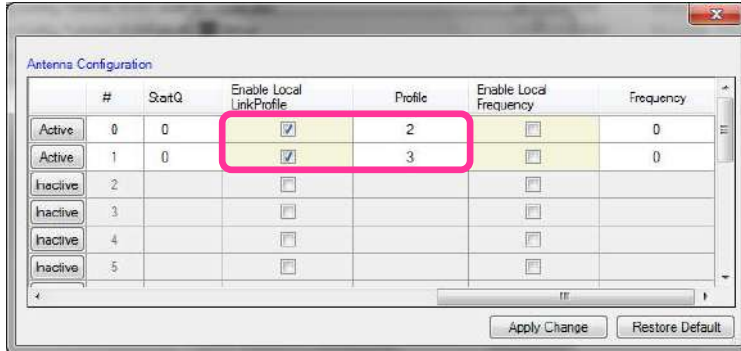 Antenna Configuration
# StartQ Enable Local LinkProfile Profile Enable Local Frequency Frequency
Active 0 0 2 0
Active 1 0 3 0
Inactive 2
Inactive 3
Inactive 4
Inactive 5
Apply Change Restore Default